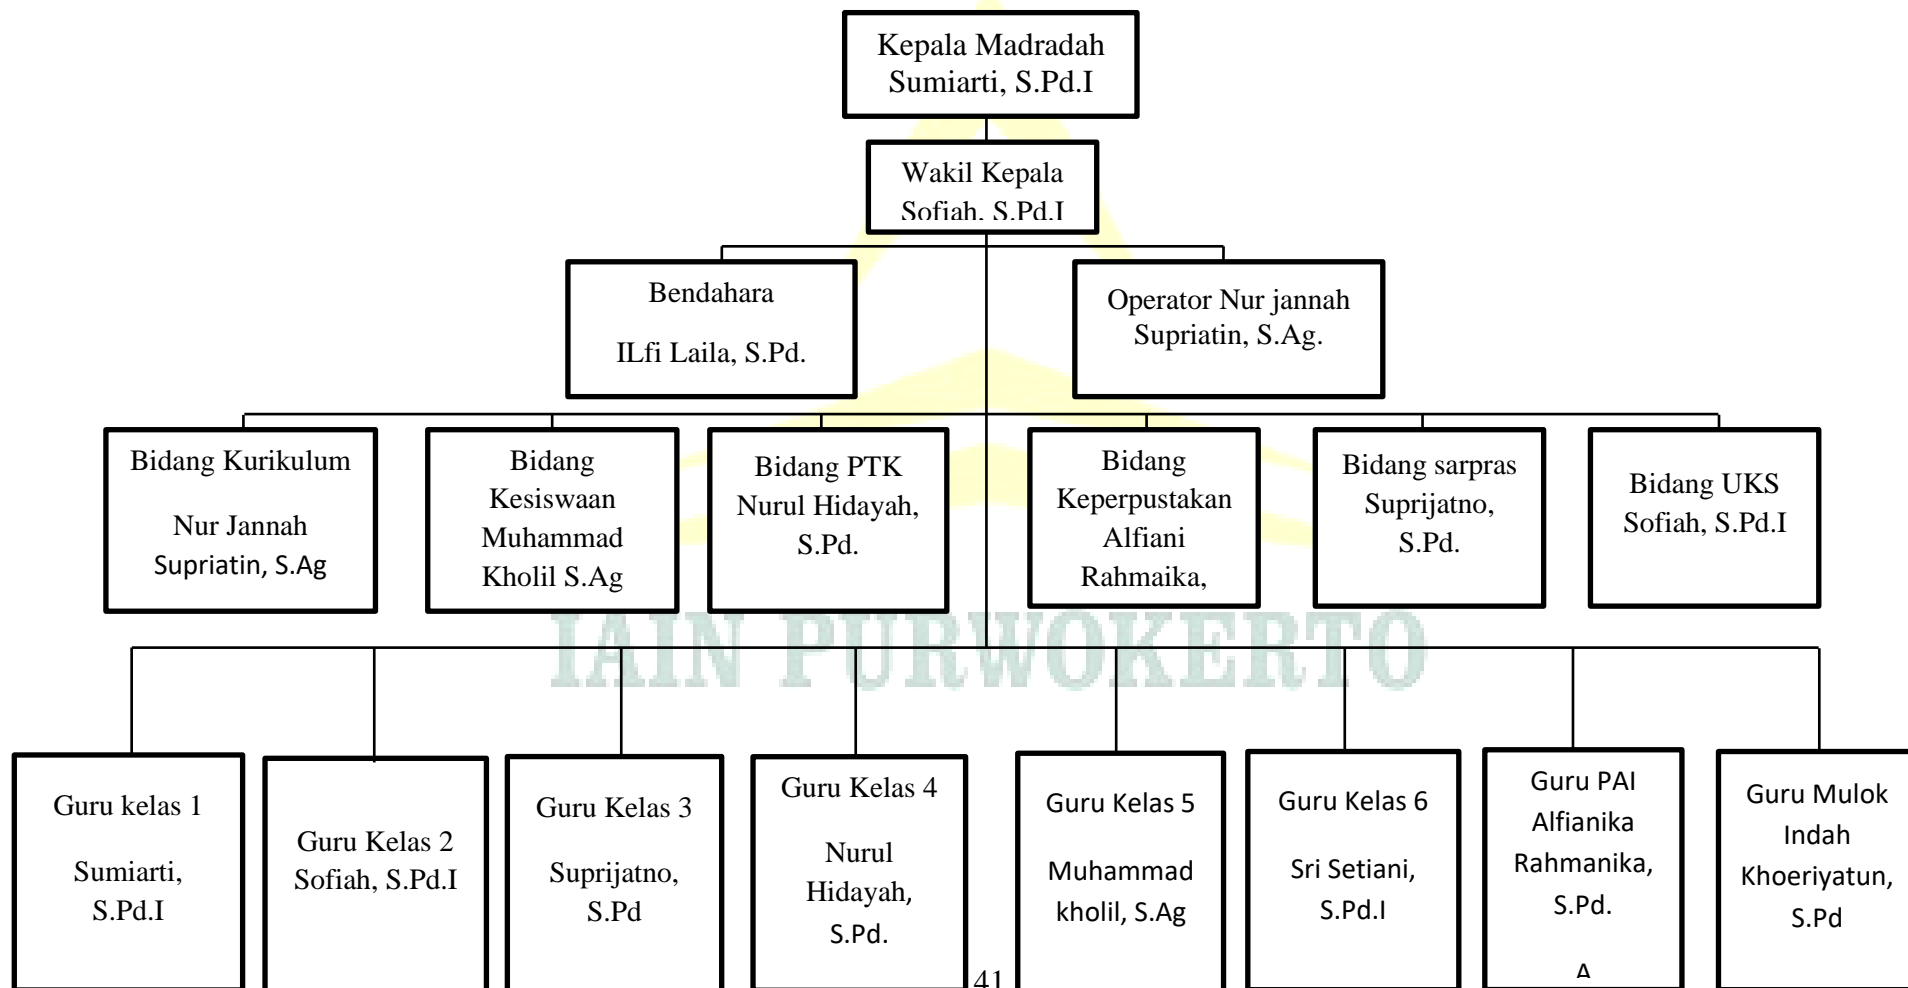 Kepala Madradah
Sumiarti, S.Pd.I
Wakil Kepala
Sofiah, S.Pd.I
Bendahara
ILfi Laila, S.Pd.
Operator Nur jannah
Supriatin, S.Ag.
Bidang Kurikulum
Nur Jannah
Supriatin, S.Ag
Bidang
Kesiswaan
Muhammad
Kholil S.Ag
Bidang PTK
Nurul Hidayah,
S.Pd.
Bidang
Keperpustakan
Alfiani
Rahmaika,
Bidang sarpras
Suprijatno,
S.Pd.
Bidang UKS
Sofiah, S.Pd.I
IAIN PURWOKERTO
Guru kelas 1
Sumiarti,
S.Pd.I
Guru Kelas 2
Sofiah, S.Pd.I
Guru Kelas 3
Suprijatno,
S.Pd
Guru Kelas 4
Nurul
Hidayah,
S.Pd.
Guru Kelas 5
Muhammad
kholil, S.Ag
Guru Kelas 6
Sri Setiani,
S.Pd.I
Guru PAI
Alfianika
Rahmanika,
S.Pd.
A
Guru Mulok
Indah
Khoeriyatun,
S.Pd
41